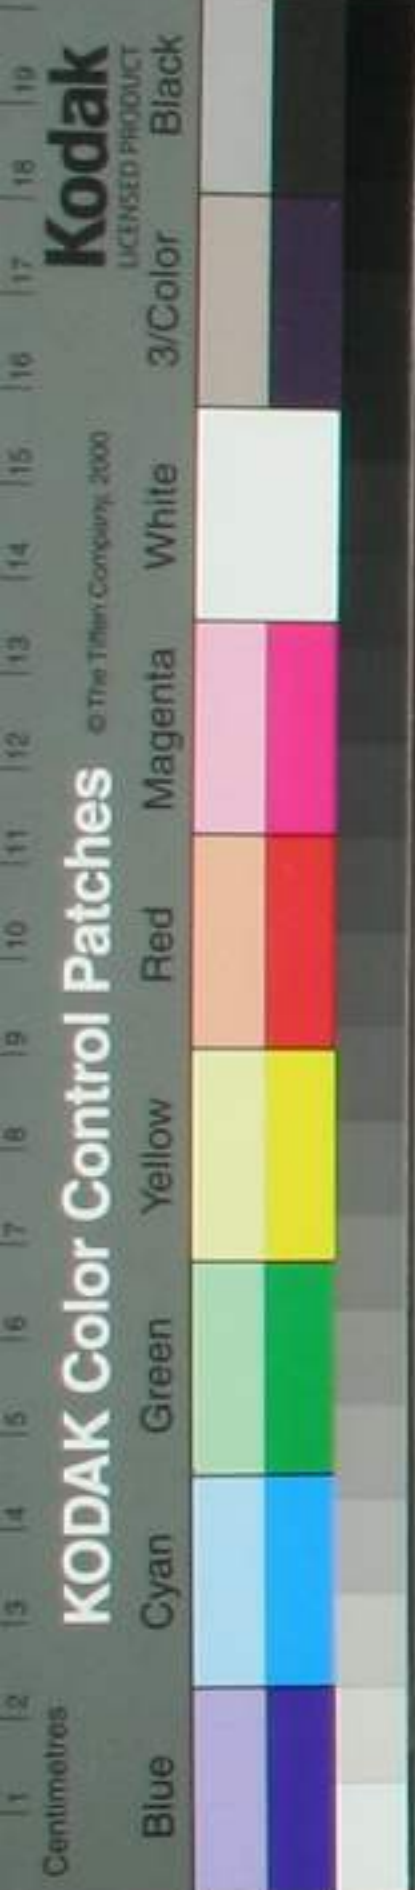 Centimetres
1 2 3 4 5 6 7 8 9 10 11 12 13 14 15 16 17 18 19
KODAK Color Control Patches
© The Tiffen Company, 2000
Kodak
LICENSED PRODUCT
Blue Cyan Green Yellow Red Magenta White 3/Color Black